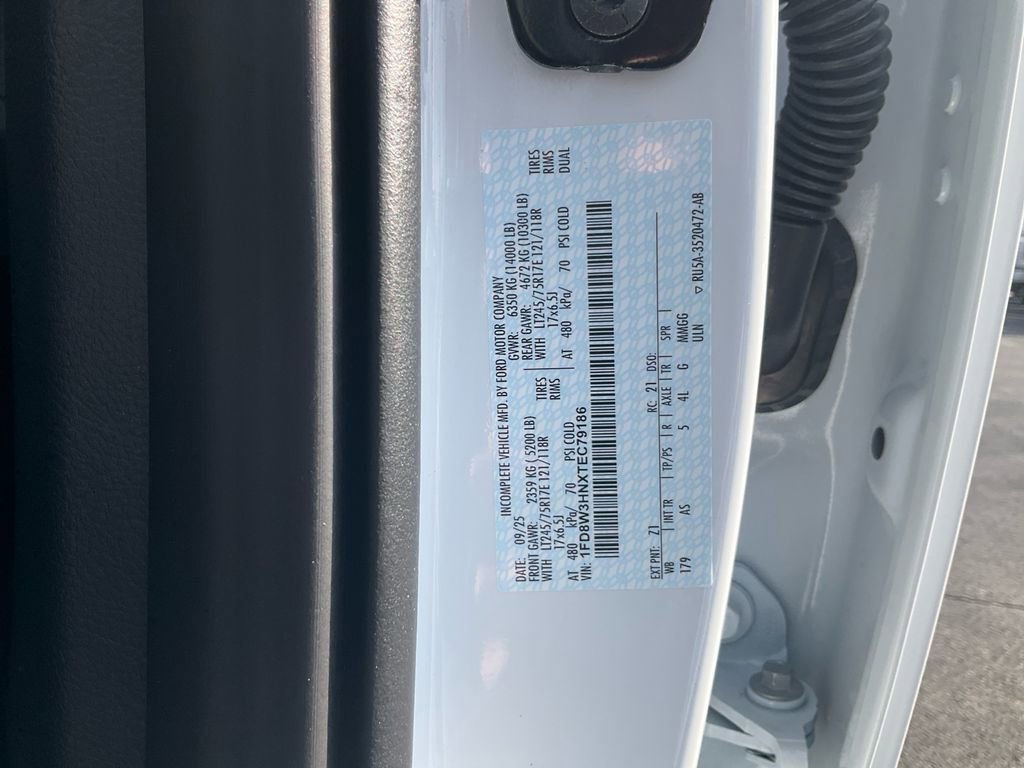 INCOMPLETE VEHICLE MFD. BY FORD MOTOR COMPANY
DATE: 09/25 GVWR: 6350 KG (14000 LB)
FRONT GAWR: 2359 KG ( 5200 LB) REAR GAWR: 4672 KG (10300 LB)
WITH LT245/75R17E 121/118R TIRES WITH LT245/75R17E 121/118R TIRES
17x6.5J RIMS 17x6.5J RIMS
AT 480 kPa/ 70 PSI COLD AT 480 kPa/ 70 PSI COLD DUAL
VIN: 1FD8W3HNXTEC79186
EXT PNT: Z1 RC: 21 DSO:
WB INT TR TP/PS R AXLE TR SPR
179 AS 5 4L G MMGG
ULN ▽ RU5A-3520472-AB